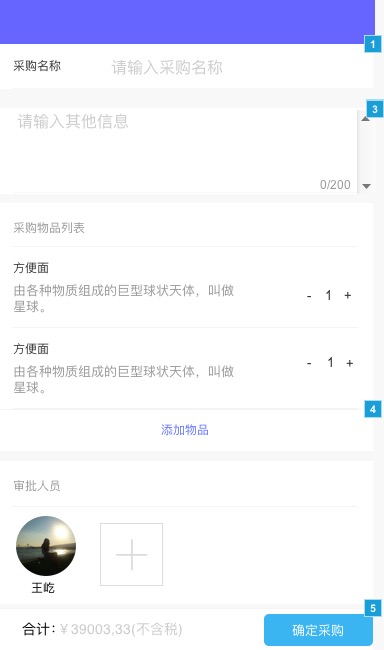 1
采购名称 请输入采购名称
3
请输入其他信息
0/200
采购物品列表
方便面
由各种物质组成的巨型球状天体，叫做
星球。
- 1 +
方便面
由各种物质组成的巨型球状天体，叫做
星球。
- 1 +
4
添加物品
审批人员
王屹
5
合计：¥39003,33(不含税)
确定采购